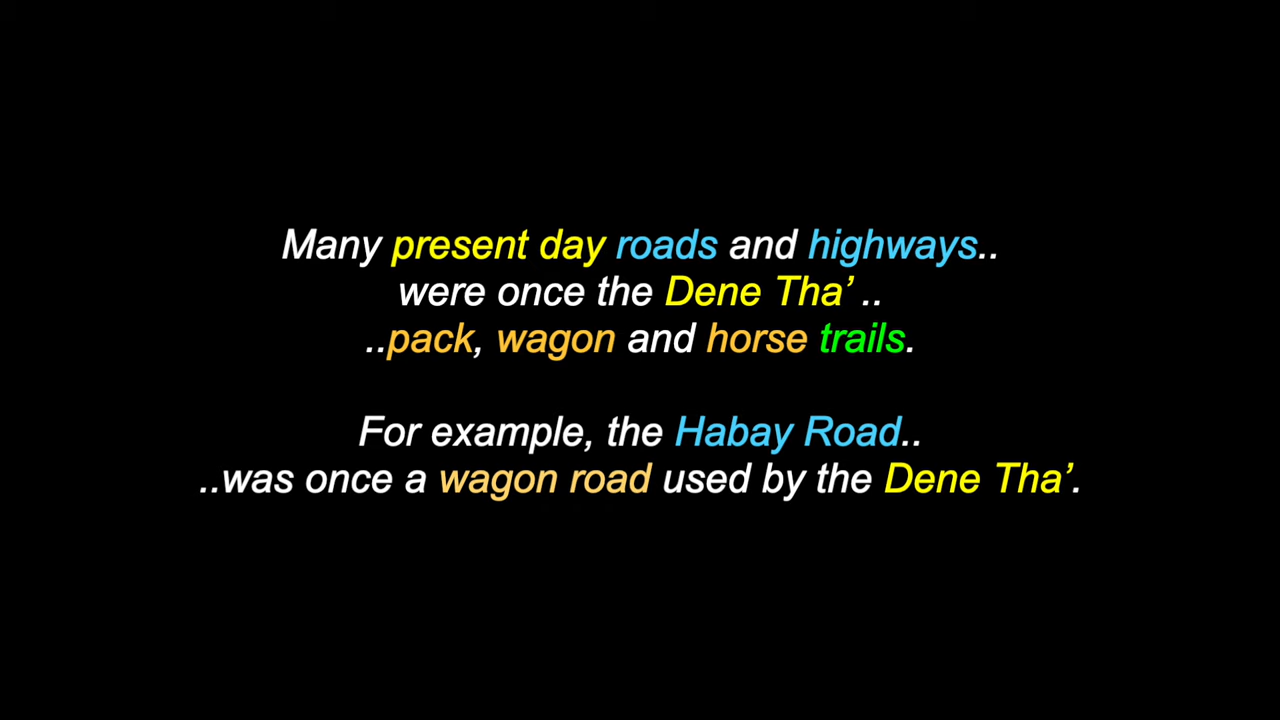 Many present day roads and highways..
were once the Dene Tha’ ..
..pack, wagon and horse trails.
For example, the Habay Road..
..was once a wagon road used by the Dene Tha’.